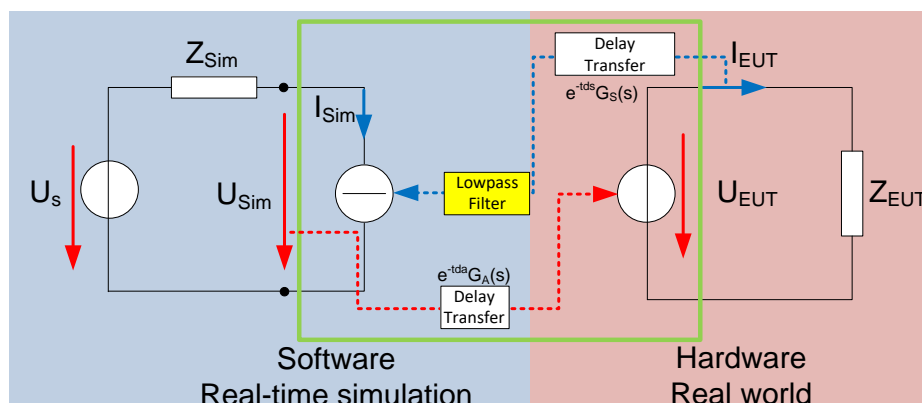 Z_Sim
Delay
Transfer
I_EUT
e^-tds G_S(s)
I_Sim
U_s
U_Sim
Lowpass
Filter
U_EUT
Z_EUT
e^-tda G_A(s)
Delay
Transfer
Software
Real-time simulation
Hardware
Real world